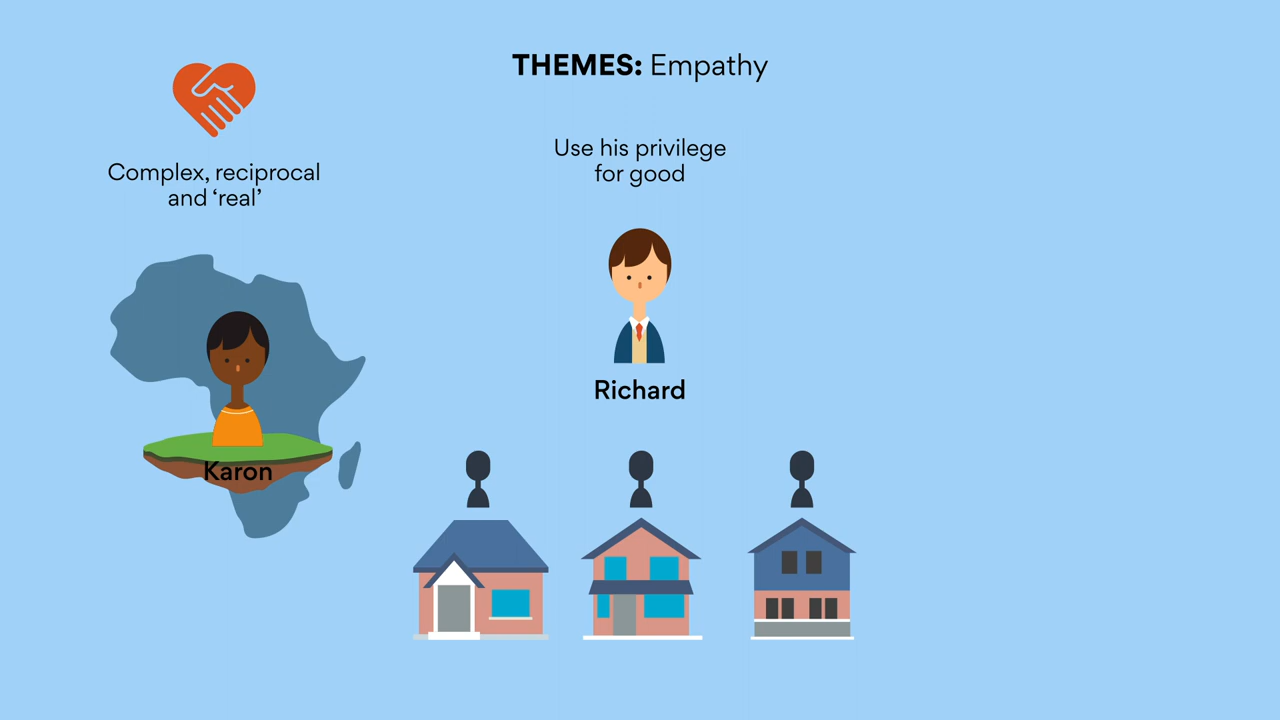 THEMES: Empathy
Complex, reciprocal
and ‘real’
Karon
Use his privilege
for good
Richard